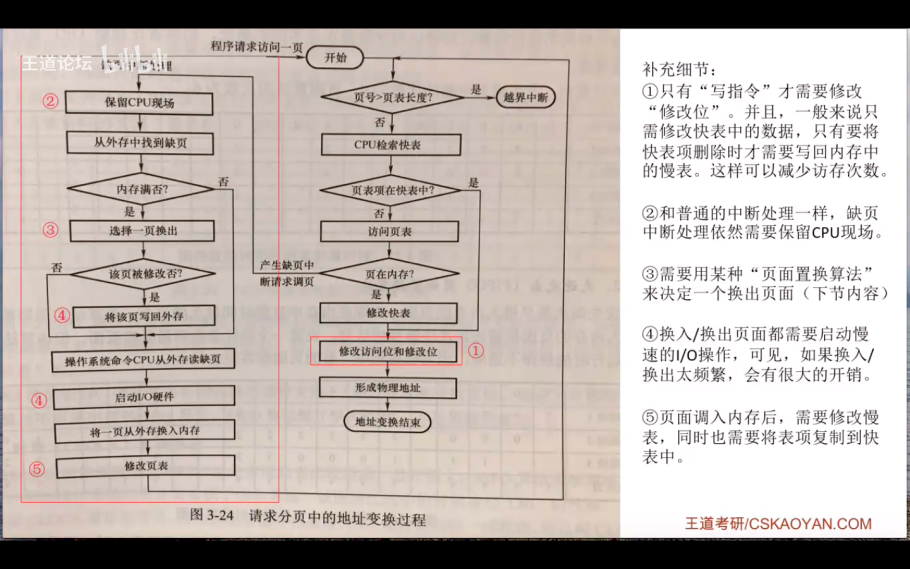 王道论坛
程序请求访问一页
开始
处理
②
保留CPU现场
从外存中找到缺页
内存满否?
否
是
③
选择一页换出
该页被修改否?
否
是
④
将该页写回外存
操作系统命令CPU从外存读缺页
④
启动I/O硬件
将一页从外存换入内存
⑤
修改页表
页号>页表长度?
是
越界中断
否
CPU检索快表
页表项在快表中?
是
否
访问页表
产生缺页中
断请求调页
页在内存?
是
修改快表
修改访问位和修改位
①
形成物理地址
地址变换结束
图 3-24 请求分页中的地址变换过程
补充细节:
①只有“写指令”才需要修改
“修改位”。并且,一般来说只
需修改快表中的数据,只有要将
快表项删除时才需要写回内存中
的慢表。这样可以减少访存次数。
②和普通的中断处理一样,缺页
中断处理依然需要保留CPU现场。
③需要用某种“页面置换算法”
来决定一个换出页面(下节内容)
④换入/换出页面都需要启动慢
速的I/O操作,可见,如果换入/
换出太频繁,会有很大的开销。
⑤页面调入内存后,需要修改慢
表,同时也需要将表项复制到快
表中。
王道考研/CSKAOYAN.COM